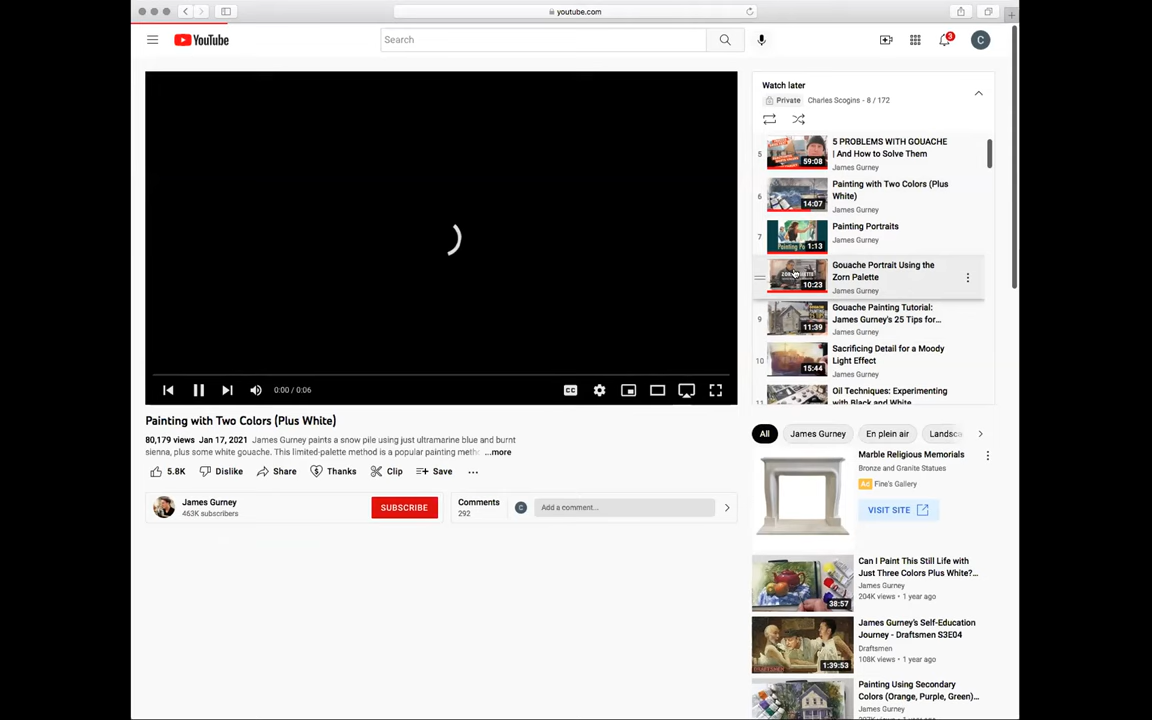 youtube.com
YouTube
Search
3
C
Watch later
Private Charles Scogins - 8 / 172
5
59:08
5 PROBLEMS WITH GOUACHE
| And How to Solve Them
James Gurney
6
14:07
Painting with Two Colors (Plus
White)
James Gurney
7
1:13
Painting Portraits
James Gurney
10:23
Gouache Portrait Using the
Zorn Palette
James Gurney
9
11:39
Gouache Painting Tutorial:
James Gurney's 25 Tips for...
James Gurney
10
15:44
Sacrificing Detail for a Moody
Light Effect
James Gurney
11
Oil Techniques: Experimenting
with Black and White
0:00 / 0:06
CC
Painting with Two Colors (Plus White)
80,179 views Jan 17, 2021 James Gurney paints a snow pile using just ultramarine blue and burnt
sienna, plus some white gouache. This limited-palette method is a popular painting metho ...more
5.8K Dislike Share Thanks Clip Save ...
James Gurney
463K subscribers
SUBSCRIBE
Comments
292
C
Add a comment...
All James Gurney En plein air Landsca
Marble Religious Memorials
Bronze and Granite Statues
Ad Fine's Gallery
VISIT SITE
38:57
Can I Paint This Still Life with
Just Three Colors Plus White?...
James Gurney
204K views • 1 year ago
1:39:53
James Gurney's Self-Education
Journey - Draftsmen S3E04
Draftsmen
108K views • 1 year ago
Painting Using Secondary
Colors (Orange, Purple, Green)...
James Gurney